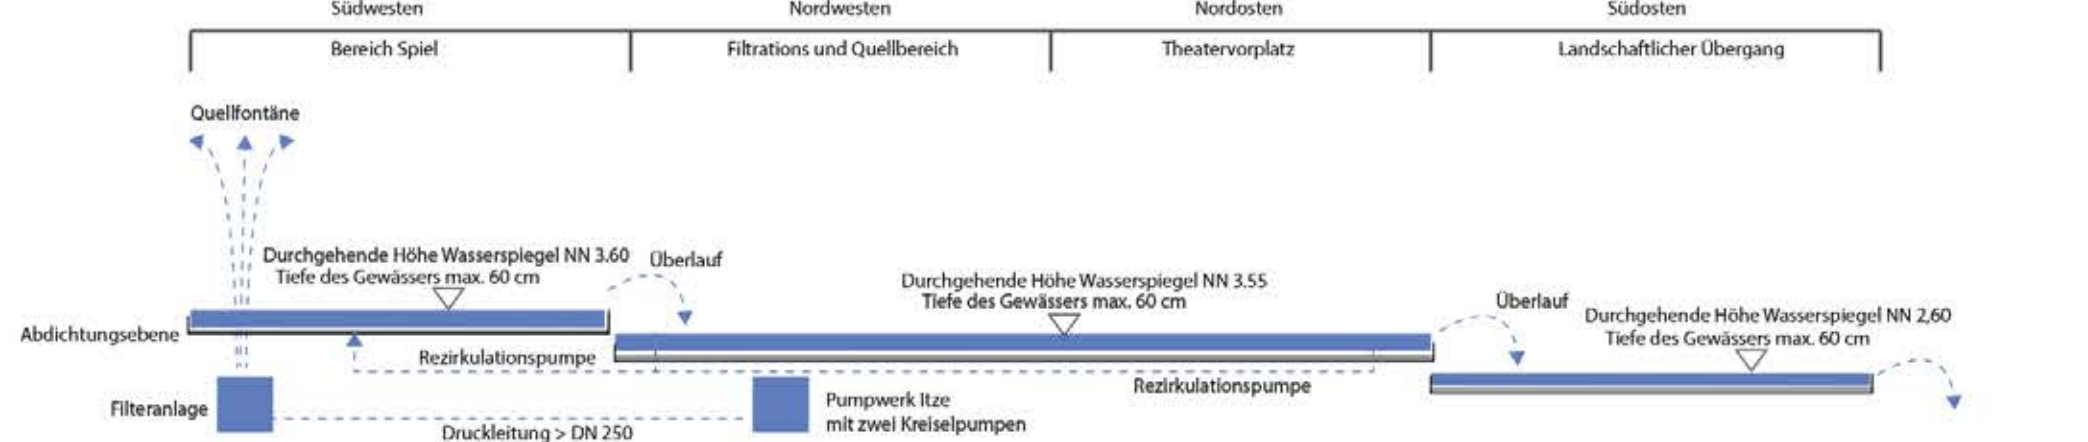 Südwesten
Nordwesten
Nordosten
Südosten
Bereich Spiel
Filtrations und Quellbereich
Theatervorplatz
Landschaftlicher Übergang
Quellfontäne
Durchgehende Höhe Wasserspiegel NN 3.60
Tiefe des Gewässers max. 60 cm
Überlauf
Durchgehende Höhe Wasserspiegel NN 3.55
Tiefe des Gewässers max. 60 cm
Überlauf
Durchgehende Höhe Wasserspiegel NN 2,60
Tiefe des Gewässers max. 60 cm
Abdichtungsebene
Rezirkulationspumpe
Rezirkulationspumpe
Filteranlage
Pumpwerk Itze
mit zwei Kreiselpumpen
Druckleitung > DN 250